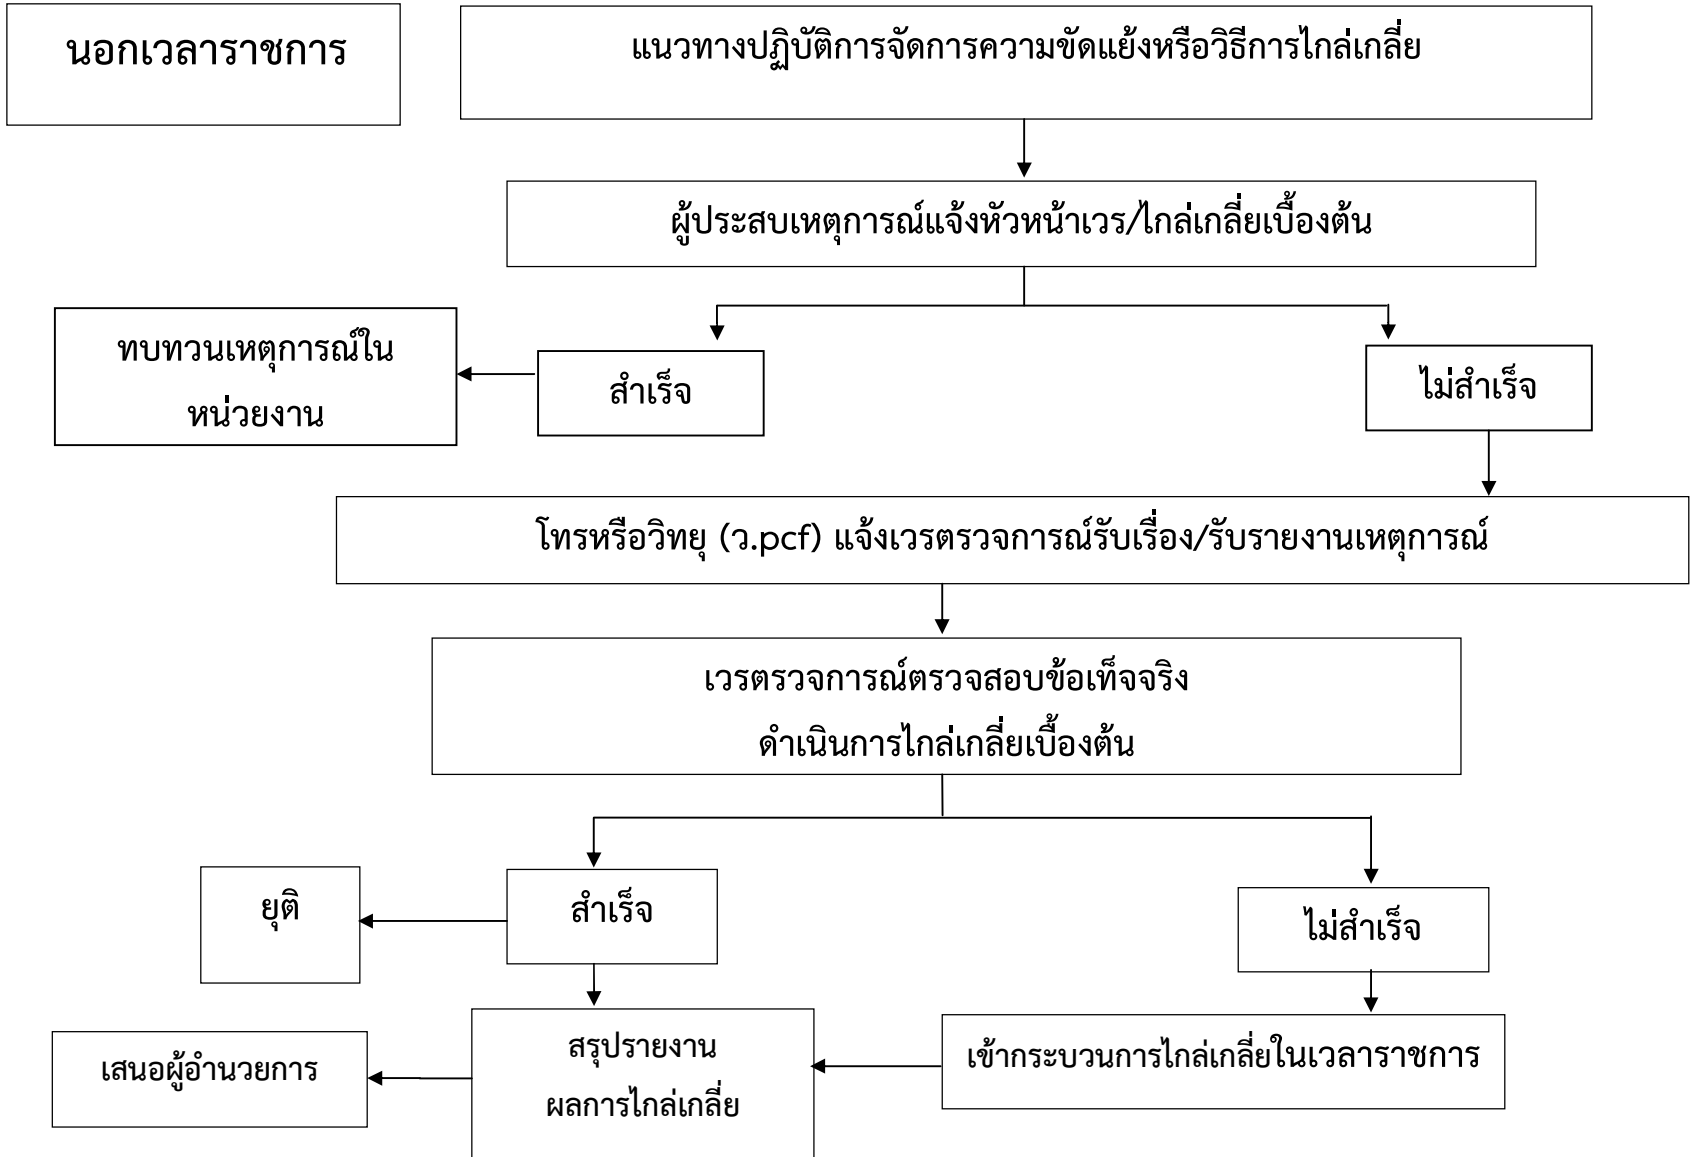 นอกเวลาราชการ
แนวทางปฏิบัติการจัดการความขัดแย้งหรือวิธีการไกล่เกลี่ย
ผู้ประสบเหตุการณ์แจ้งหัวหน้าเวร/ไกล่เกลี่ยเบื้องต้น
ทบทวนเหตุการณ์ใน
หน่วยงาน
สำเร็จ
ไม่สำเร็จ
โทรหรือวิทยุ (ว.pcf) แจ้งเวรตรวจการณ์รับเรื่อง/รับรายงานเหตุการณ์
เวรตรวจการณ์ตรวจสอบข้อเท็จจริง
ดำเนินการไกล่เกลี่ยเบื้องต้น
ยุติ
สำเร็จ
ไม่สำเร็จ
เสนอผู้อำนวยการ
สรุปรายงาน
ผลการไกล่เกลี่ย
เข้ากระบวนการไกล่เกลี่ยในเวลาราชการ